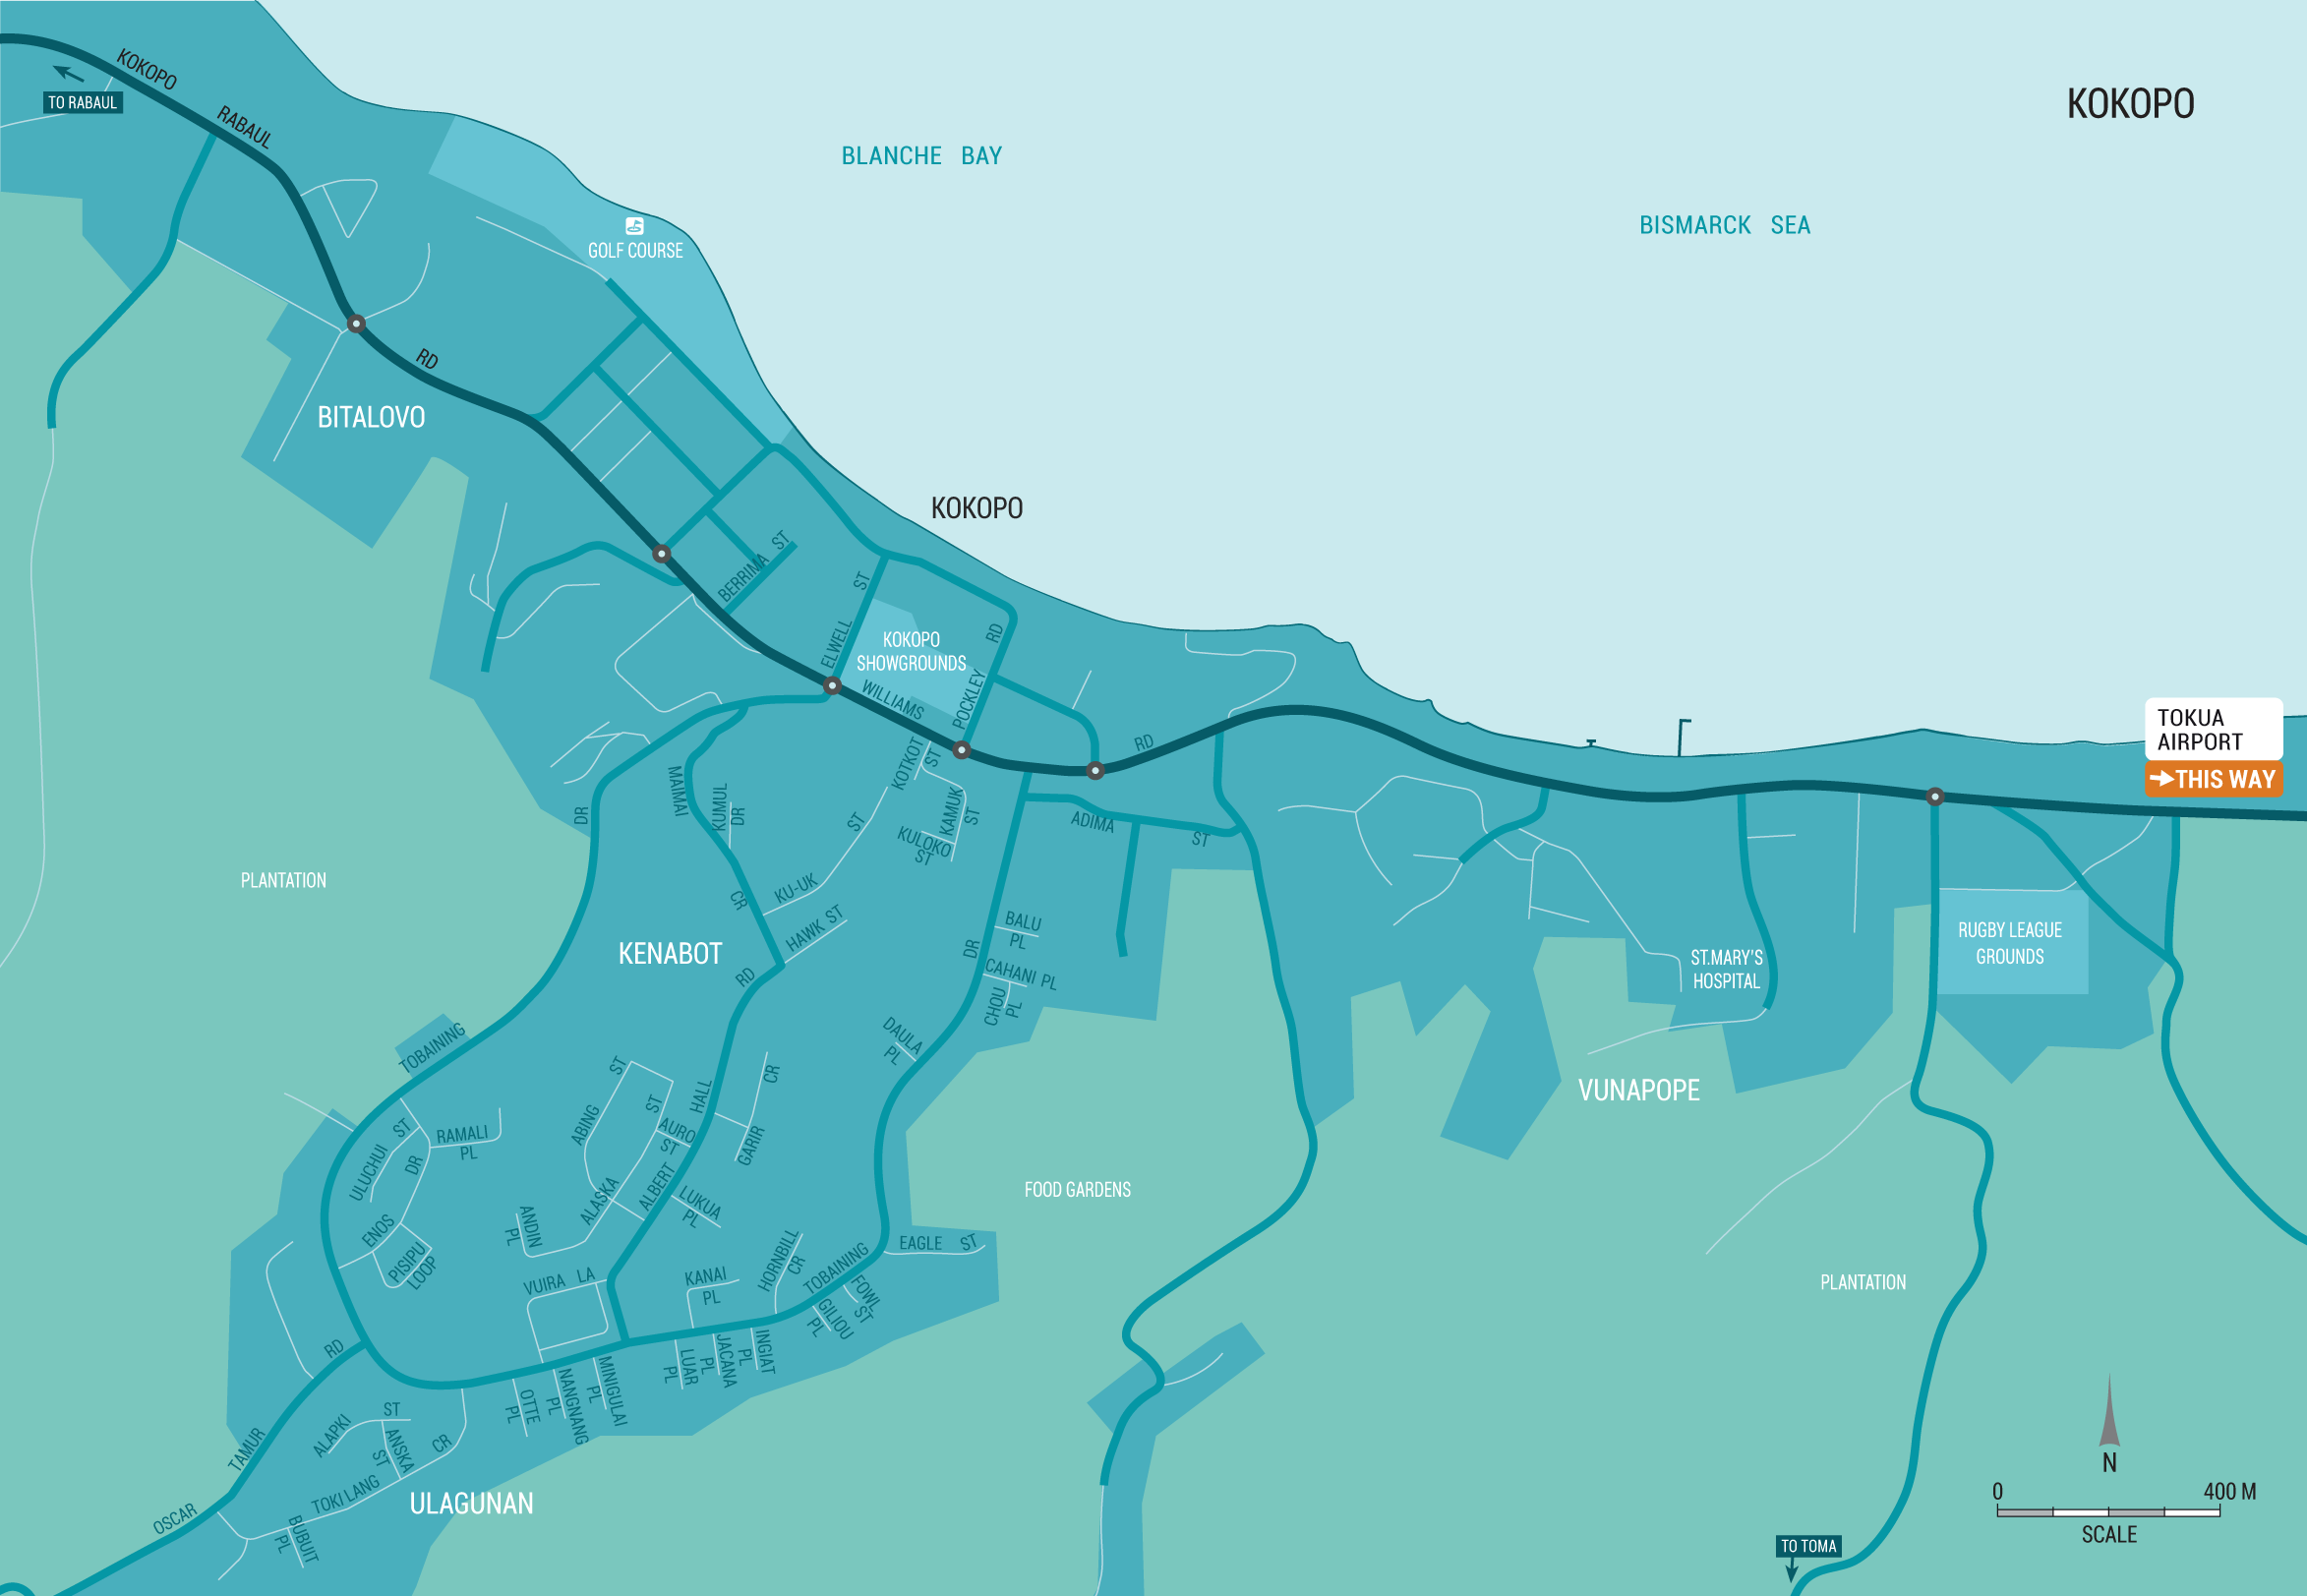 KOKOPO
KOKOPO
RABAUL
RD
TO RABAUL
BLANCHE BAY
BISMARCK SEA
GOLF COURSE
BITALOVO
KOKOPO
BERRIMA ST
ELWELL ST
KOKOPO
SHOWGROUNDS
WILLIAMS
RD
POCKLEY RD
TOKUA
AIRPORT
THIS WAY
MAIMAI
CR
KUMUL
DR
KOTKOT
ST
KAMUK
ST
KULOKO
ST
KU-UK ST
HAWK ST
ADIMA ST
PLANTATION
KENABOT
TOBAINING DR
BALU
PL
CAHANI PL
CHOU
PL
DAULA
PL
DR
RUGBY LEAGUE
GROUNDS
ST.MARY'S
HOSPITAL
VUNAPOPE
ALBERT HALL RD
ABING ST
ALASKA ST
AURO
ST
GARIR CR
LUKUA
PL
ULUCHUI ST
RAMALI
PL
ENOS DR
PISIPU
LOOP
ANDIN
PL
VUIRA LA
KANAI
PL
HORNBILL
CR
TOBAINING
EAGLE ST
FOWL
ST
GILIOU
PL
INGIAT
PL
JACANA
PL
LUAR
PL
MINIGULAI
PL
NANGNANG
PL
OTTE
PL
FOOD GARDENS
PLANTATION
OSCAR TAMUR RD
ALAPKI ST
ANSKA
ST
TOKI LANG CR
BUBUIT
PL
ULAGUNAN
N
0 400 M
SCALE
TO TOMA